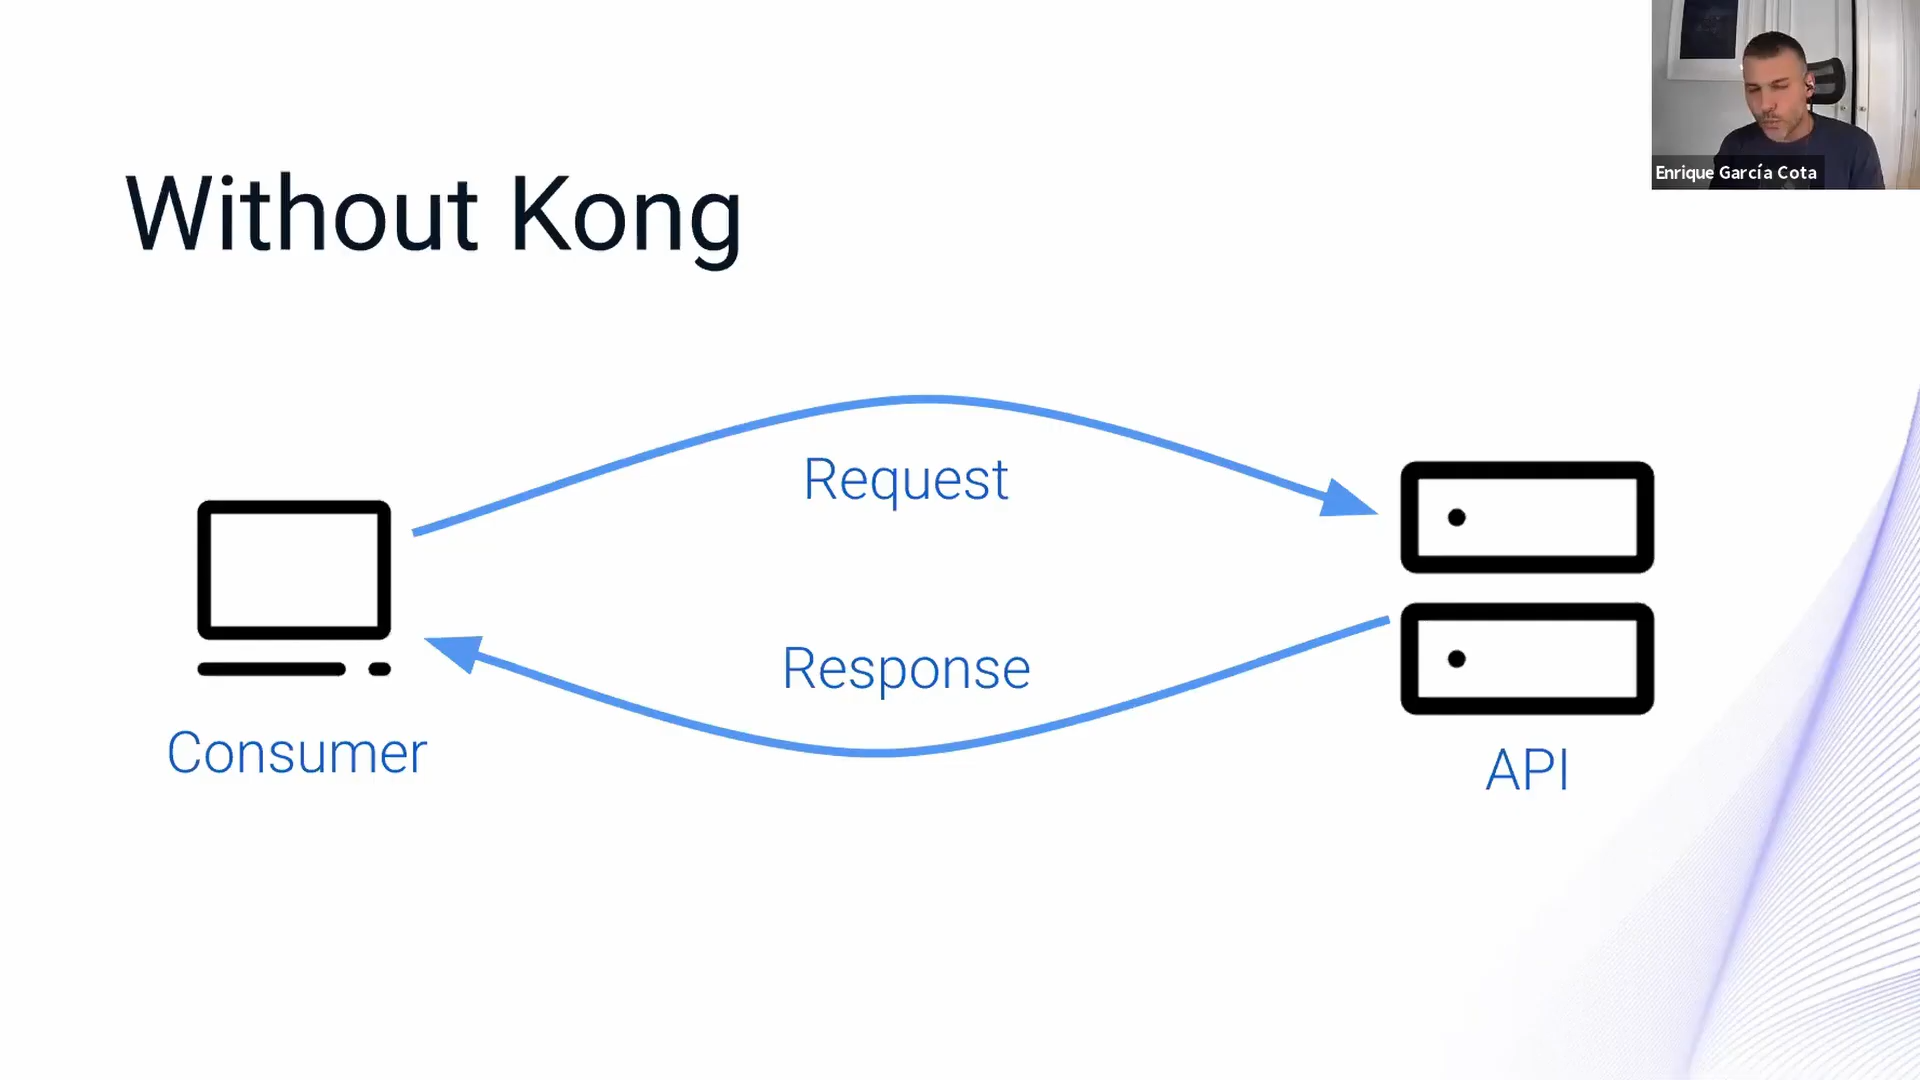 Enrique García Cota
Without Kong
Request
Response
Consumer
API